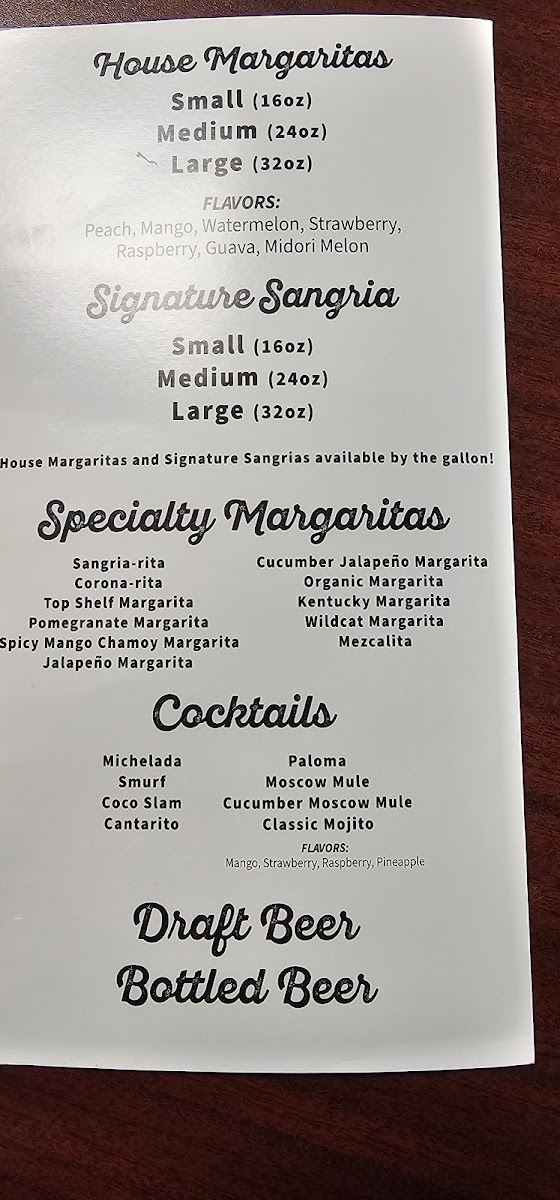 House Margaritas
Small (16oz)
Medium (24oz)
Large (32oz)
FLAVORS:
Peach, Mango, Watermelon, Strawberry,
Raspberry, Guava, Midori Melon
Signature Sangria
Small (16oz)
Medium (24oz)
Large (32oz)
House Margaritas and Signature Sangrias available by the gallon!
Specialty Margaritas
Sangria-rita
Corona-rita
Top Shelf Margarita
Pomegranate Margarita
Spicy Mango Chamoy Margarita
Jalapeño Margarita
Cucumber Jalapeño Margarita
Organic Margarita
Kentucky Margarita
Wildcat Margarita
Mezcalita
Cocktails
Michelada
Smurf
Coco Slam
Cantarito
Paloma
Moscow Mule
Cucumber Moscow Mule
Classic Mojito
FLAVORS:
Mango, Strawberry, Raspberry, Pineapple
Draft Beer
Bottled Beer